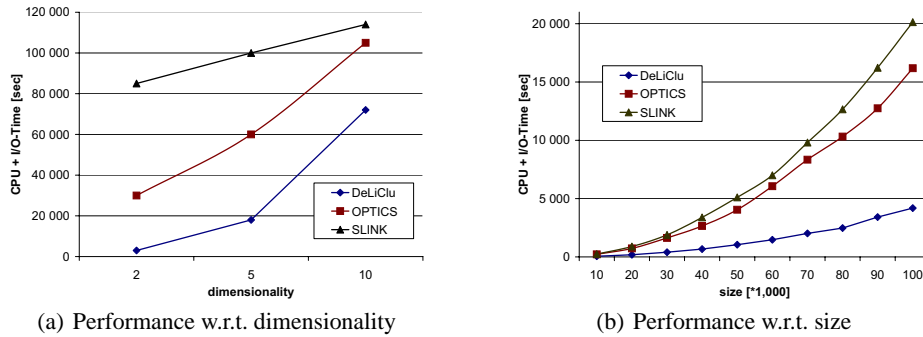 120 000
100 000
80 000
60 000
40 000
20 000
0
CPU + I/O-Time [sec]
DeLiClu
OPTICS
SLINK
2 5 10
dimensionality
(a) Performance w.r.t. dimensionality
20 000
15 000
10 000
5 000
0
CPU + I/O-Time [sec]
DeLiClu
OPTICS
SLINK
10 20 30 40 50 60 70 80 90 100
size [*1,000]
(b) Performance w.r.t. size